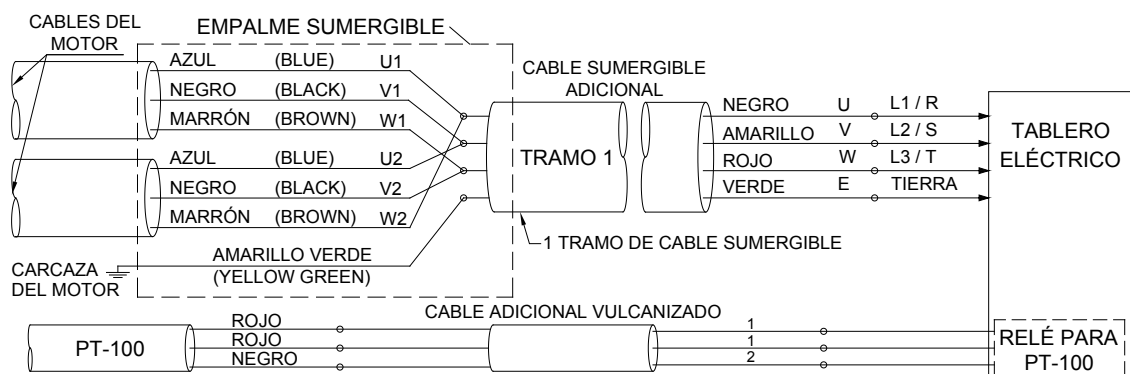 CABLES DEL
MOTOR
EMPALME SUMERGIBLE
AZUL (BLUE) U1
NEGRO (BLACK) V1
MARRÓN (BROWN) W1
AZUL (BLUE) U2
NEGRO (BLACK) V2
MARRÓN (BROWN) W2
AMARILLO VERDE
(YELLOW GREEN)
CARCAZA
DEL MOTOR
CABLE SUMERGIBLE
ADICIONAL
TRAMO 1
1 TRAMO DE CABLE SUMERGIBLE
NEGRO U L1 / R
AMARILLO V L2 / S
ROJO W L3 / T
VERDE E TIERRA
TABLERO
ELÉCTRICO
PT-100
ROJO
ROJO
NEGRO
CABLE ADICIONAL VULCANIZADO
1
1
2
RELÉ PARA
PT-100